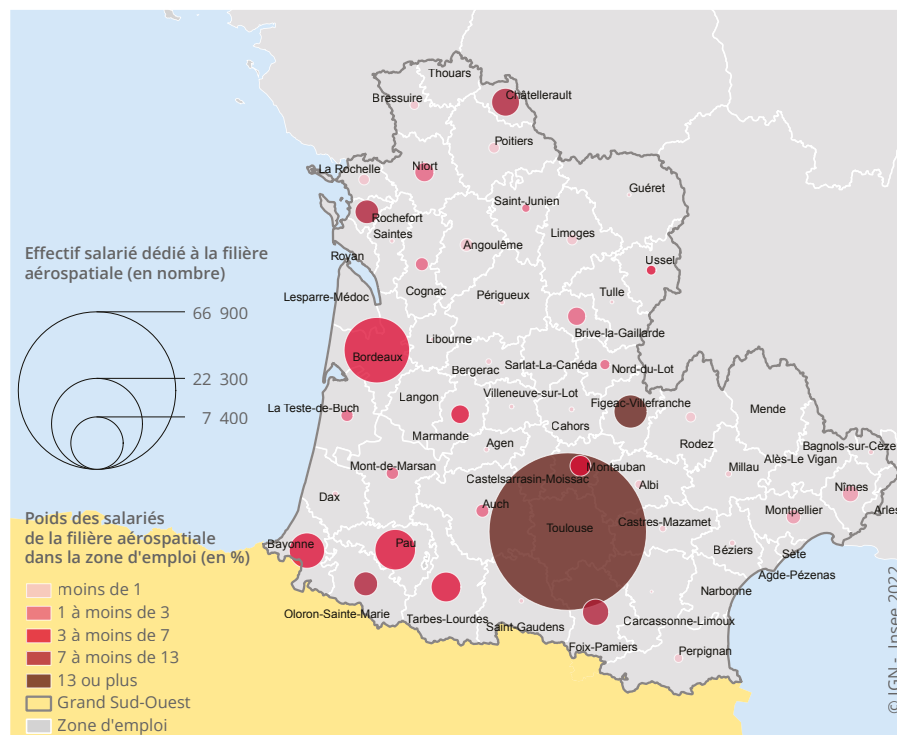 Thouars
Bressuire
Châtellerault
Poitiers
La Rochelle
Niort
Guéret
Saint-Junien
Rochefort
Saintes
Limoges
Angoulême
Effectif salarié dédié à la filière
aérospatiale (en nombre)
Royan
Ussel
Lesparre-Médoc
Cognac
Périgueux
Tulle
66 900
Brive-la-Gaillarde
Libourne
Bordeaux
Bergerac
Sarlat-La-Canéda
Nord-du-Lot
22 300
Villeneuve-sur-Lot
Langon
Figeac-Villefranche
Mende
La Teste-de-Buch
7 400
Cahors
Marmande
Agen
Rodez
Bagnols-sur-Cèze
Alès-Le Vigan
Mont-de-Marsan
Montauban
Millau
Castelsarrasin-Moissac
Albi
Nîmes
Dax
Auch
Montpellier
Arles
Poids des salariés
de la filière aérospatiale
dans la zone d'emploi (en %)
Toulouse
Castres-Mazamet
Bayonne
Pau
Béziers
Sète
Agde-Pézenas
moins de 1
Narbonne
1 à moins de 3
Oloron-Sainte-Marie
Tarbes-Lourdes
Saint-Gaudens
Carcassonne-Limoux
3 à moins de 7
Foix-Pamiers
Perpignan
7 à moins de 13
13 ou plus
Grand Sud-Ouest
Zone d'emploi
© IGN - Insee 2022